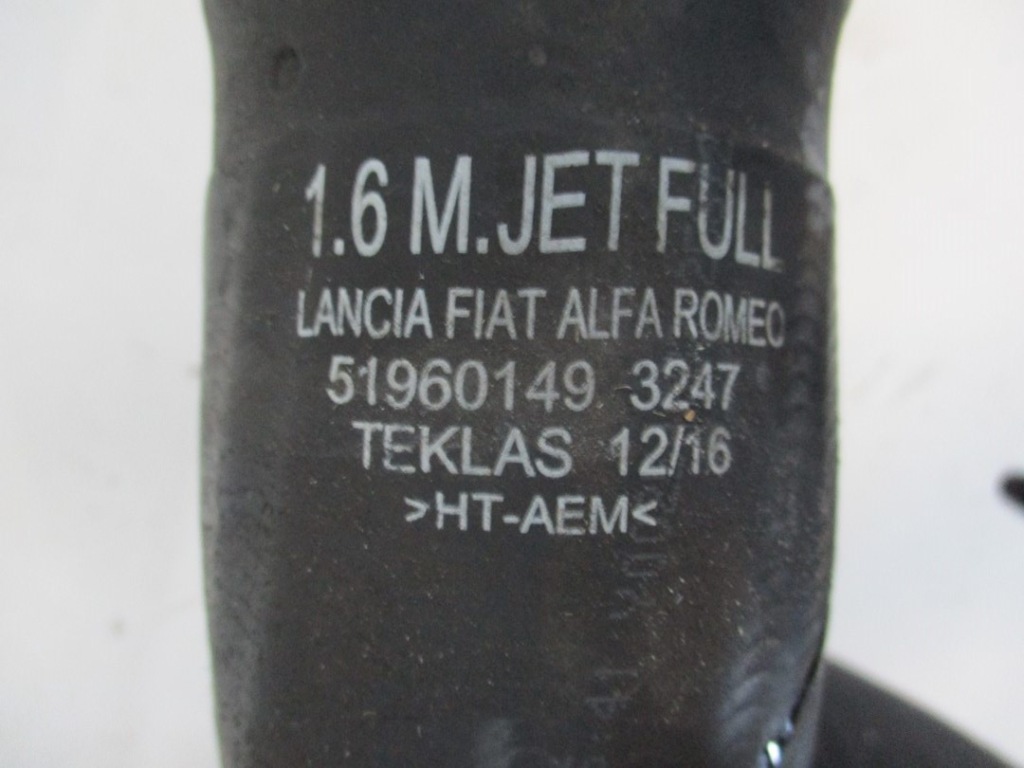 1.6 M.JET FULL
LANCIA FIAT ALFA ROMEO
51960149 3247
TEKLAS 12/16
>HT-AEM<